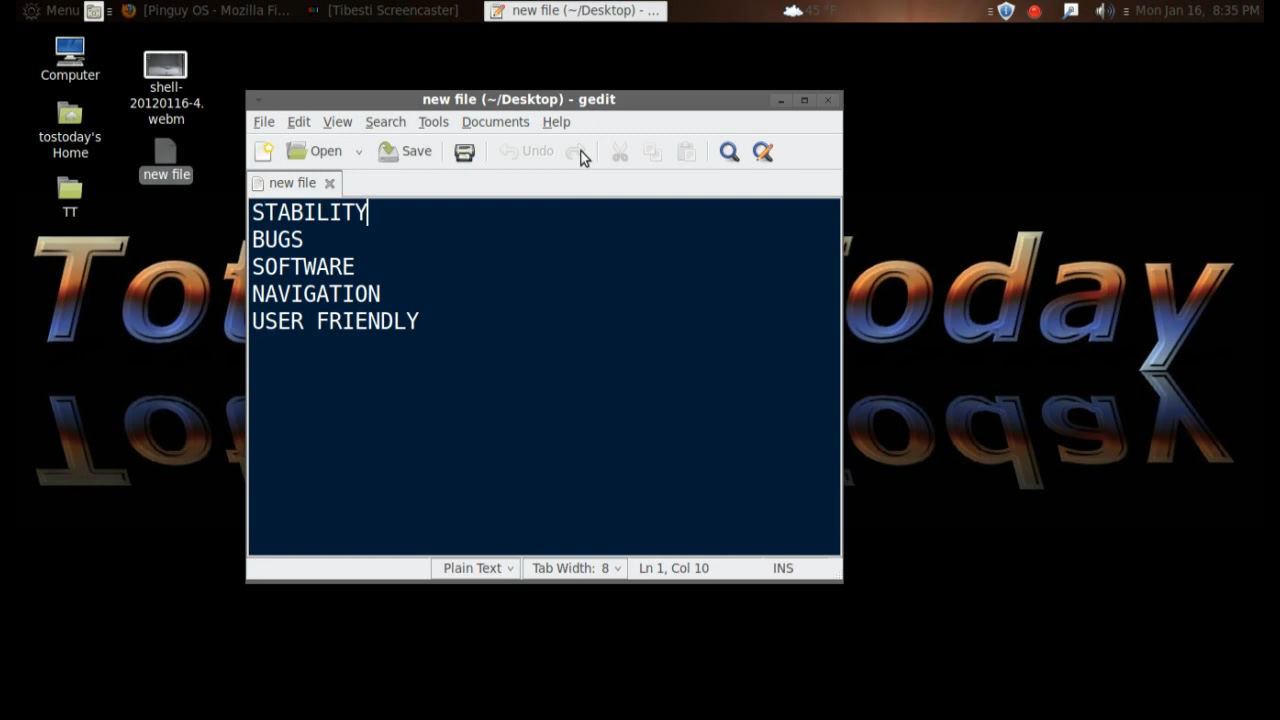 Menu [Pinguy OS - Mozilla Fi... [Tibesti Screencaster] new file (~/Desktop) - ... 45 °F Mon Jan 16, 8:35 PM
Computer
shell-
20120116-4.
webm
tostoday's
Home
new file
TT
new file (~/Desktop) - gedit
File Edit View Search Tools Documents Help
Open Save Undo
new file
STABILITY
BUGS
SOFTWARE
NAVIGATION
USER FRIENDLY
Plain Text Tab Width: 8 Ln 1, Col 10 INS